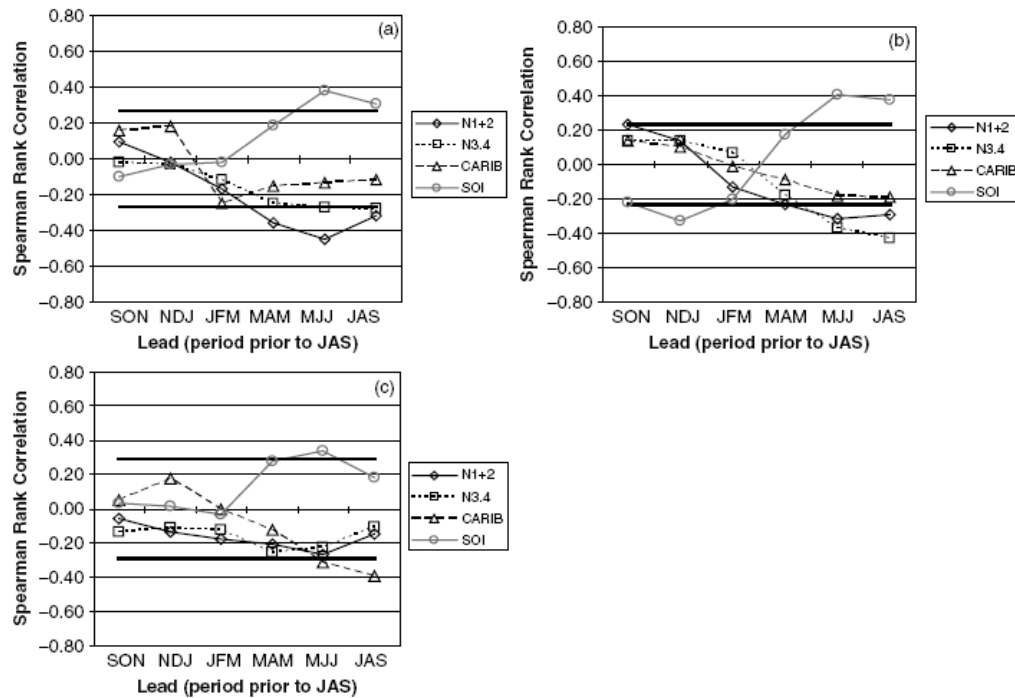 (a)
Spearman Rank Correlation
0.80
0.60
0.40
0.20
0.00
−0.20
−0.40
−0.60
−0.80
SON NDJ JFM MAM MJJ JAS
Lead (period prior to JAS)
N1+2
N3.4
CARIB
SOI
(b)
Spearman Rank Correlation
0.80
0.60
0.40
0.20
0.00
−0.20
−0.40
−0.60
−0.80
SON NDJ JFM MAM MJJ JAS
Lead (period prior to JAS)
N1+2
N3.4
CARIB
SOI
(c)
Spearman Rank Correlation
0.80
0.60
0.40
0.20
0.00
−0.20
−0.40
−0.60
−0.80
SON NDJ JFM MAM MJJ JAS
Lead (period prior to JAS)
N1+2
N3.4
CARIB
SOI